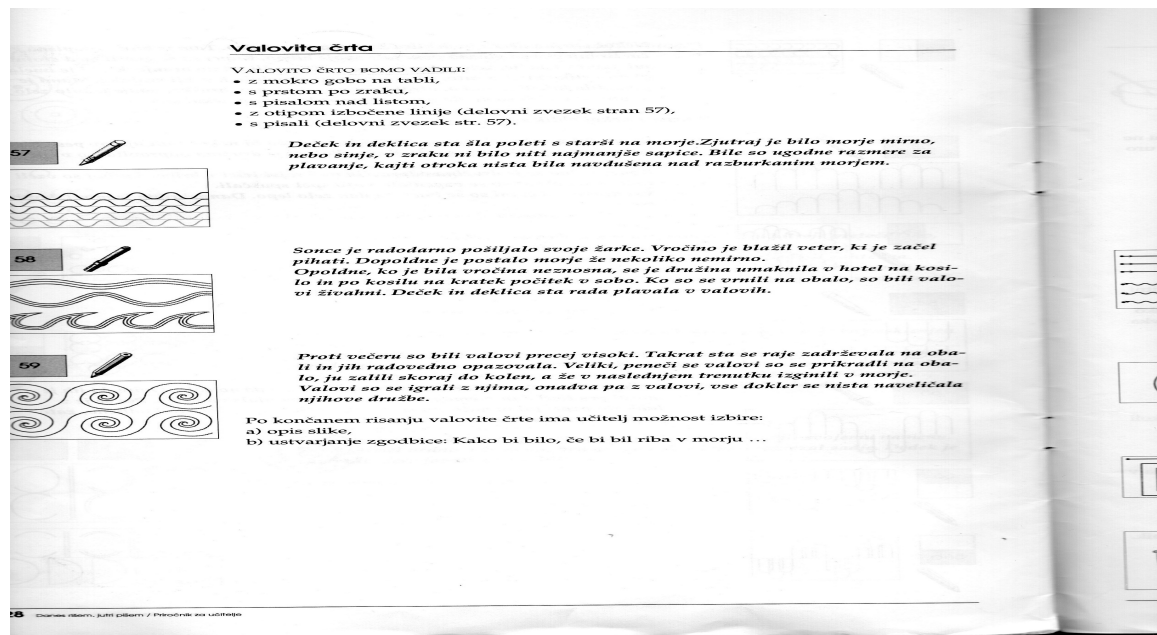 Valovita črta
VALOVITO ČRTO BOMO VADILI:
• z mokro gobo na tabli,
• s prstom po zraku,
• s pisalom nad listom,
• z otipom izbočene linije (delovni zvezek stran 57),
• s pisali (delovni zvezek str. 57).
57
Deček in deklica sta šla poleti s starši na morje.Zjutraj je bilo morje mirno,
nebo sinje, v zraku ni bilo niti najmanjše sapice. Bile so ugodne razmere za
plavanje, kajti otroka nista bila navdušena nad razburkanim morjem.
58
Sonce je radodarno pošiljalo svoje žarke. Vročino je blažil veter, ki je začel
pihati. Dopoldne je postalo morje že nekoliko nemirno.
Opoldne, ko je bila vročina neznosna, se je družina umaknila v hotel na kosi-
lo in po kosilu na kratek počitek v sobo. Ko so se vrnili na obalo, so bili valo-
vi živahni. Deček in deklica sta rada plavala v valovih.
59
Proti večeru so bili valovi precej visoki. Takrat sta se raje zadrževala na oba-
li in jih radovedno opazovala. Veliki, peneči se valovi so se prikradli na oba-
lo, ju zalili skoraj do kolen, a že v naslednjem trenutku izginili v morje.
Valovi so se igrali z njima, onadva pa z valovi, vse dokler se nista naveličala
njihove družbe.
Po končanem risanju valovite črte ima učitelj možnost izbire:
a) opis slike,
b) ustvarjanje zgodbice: Kako bi bilo, če bi bil riba v morju ...
28 Danes rišem, jutri pišem / Priročnik za učitelje